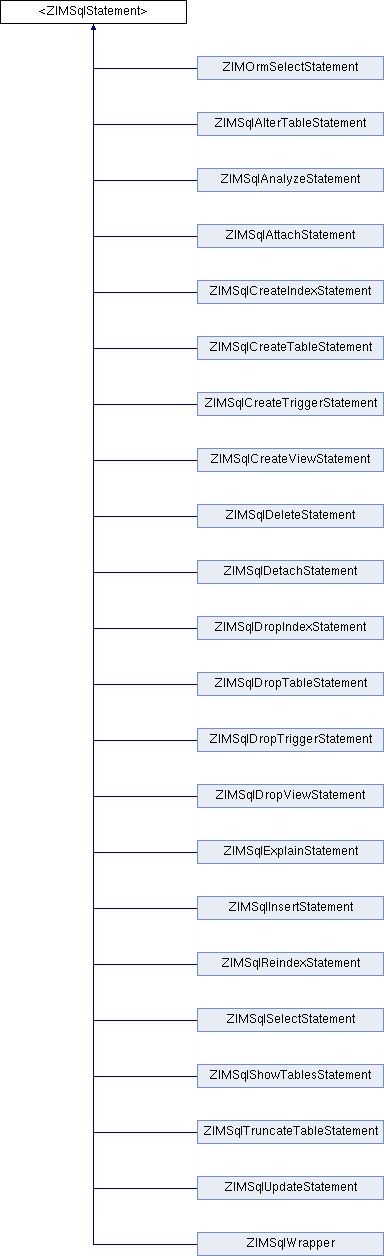 <ZIMSqlStatement>
ZIMOrmSelectStatement
ZIMSqlAlterTableStatement
ZIMSqlAnalyzeStatement
ZIMSqlAttachStatement
ZIMSqlCreateIndexStatement
ZIMSqlCreateTableStatement
ZIMSqlCreateTriggerStatement
ZIMSqlCreateViewStatement
ZIMSqlDeleteStatement
ZIMSqlDetachStatement
ZIMSqlDropIndexStatement
ZIMSqlDropTableStatement
ZIMSqlDropTriggerStatement
ZIMSqlDropViewStatement
ZIMSqlExplainStatement
ZIMSqlInsertStatement
ZIMSqlReindexStatement
ZIMSqlSelectStatement
ZIMSqlShowTablesStatement
ZIMSqlTruncateTableStatement
ZIMSqlUpdateStatement
ZIMSqlWrapper